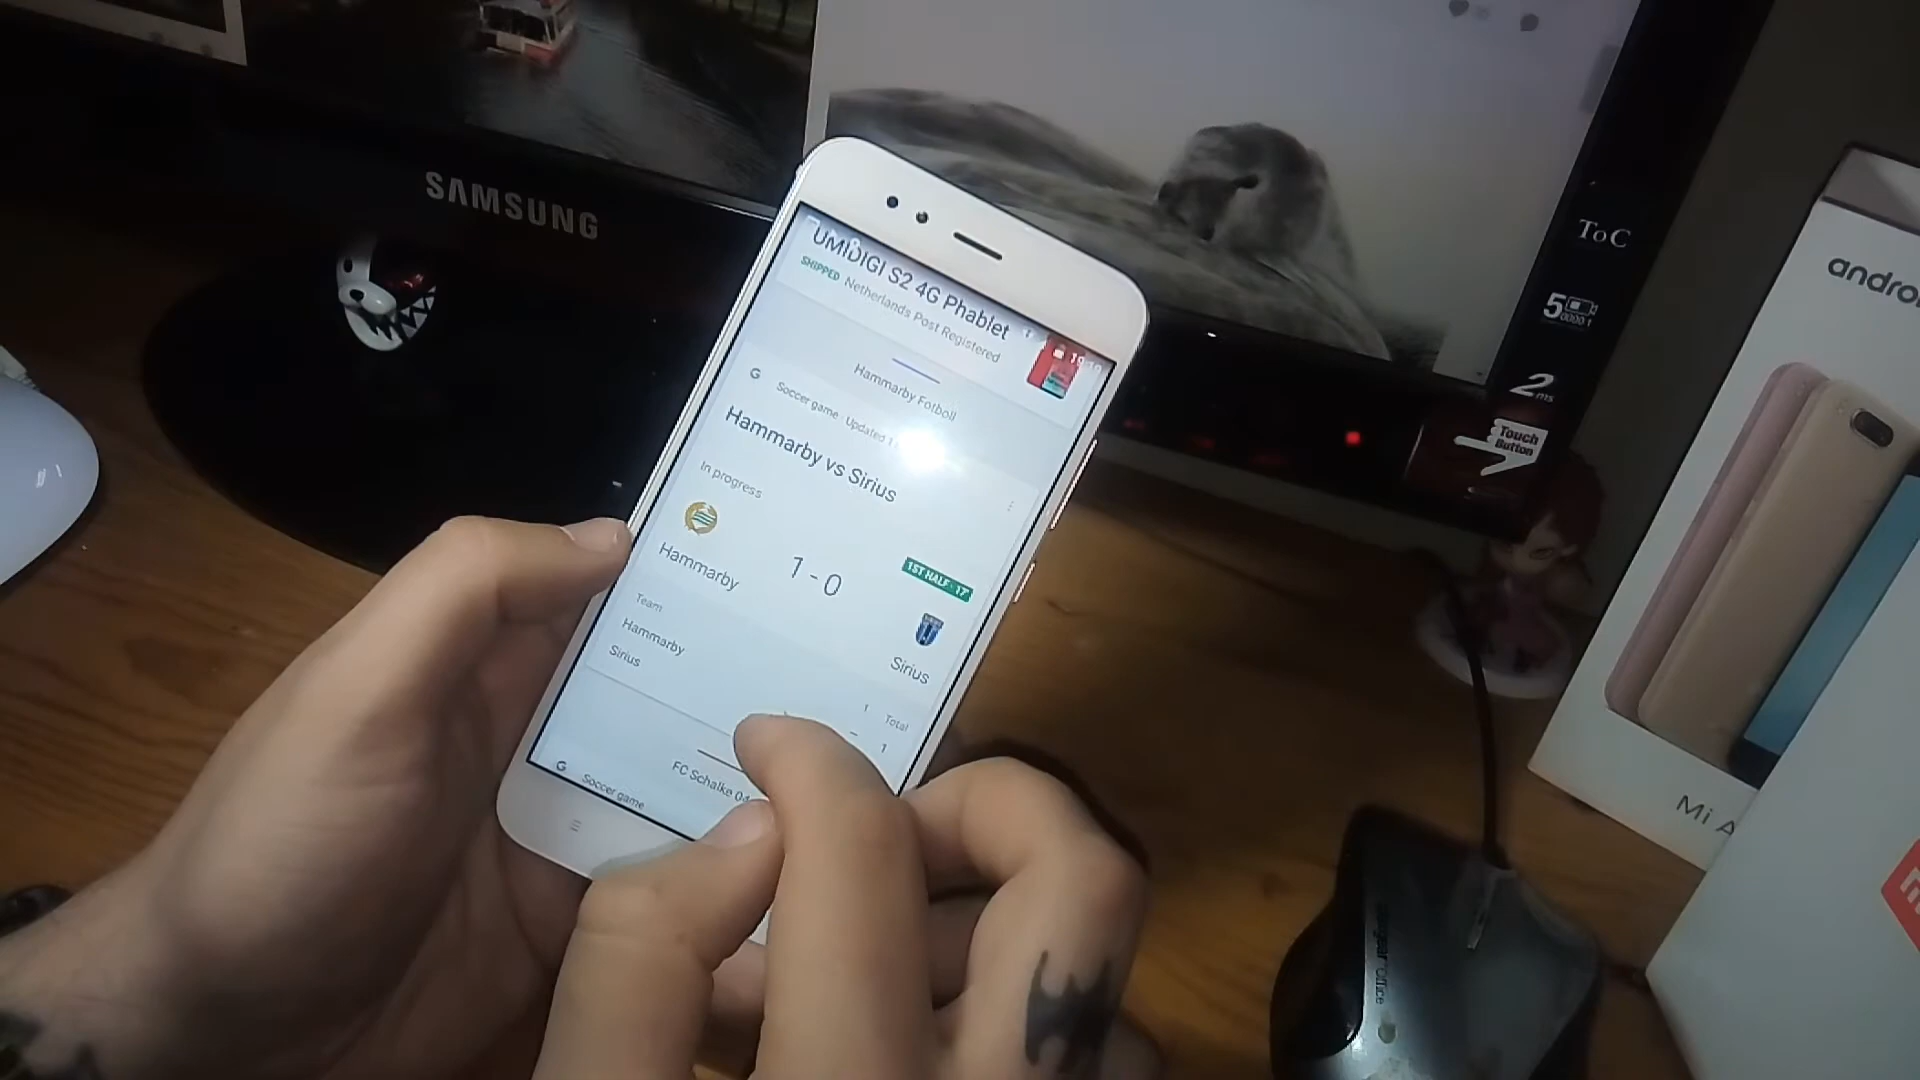 SAMSUNG
UMIDIGI S2 4G Phablet
SHIPPED Netherlands Post Registered
Hammarby Fotboll
G Soccer game · Updated
Hammarby vs Sirius
In progress
1 - 0
1ST HALF · 17'
Hammarby
Sirius
Team
1 Total
Hammarby
– 1
Sirius
FC Schalke 04
G Soccer game
ToC
5
2ms
Touch
Button
Mi
Office